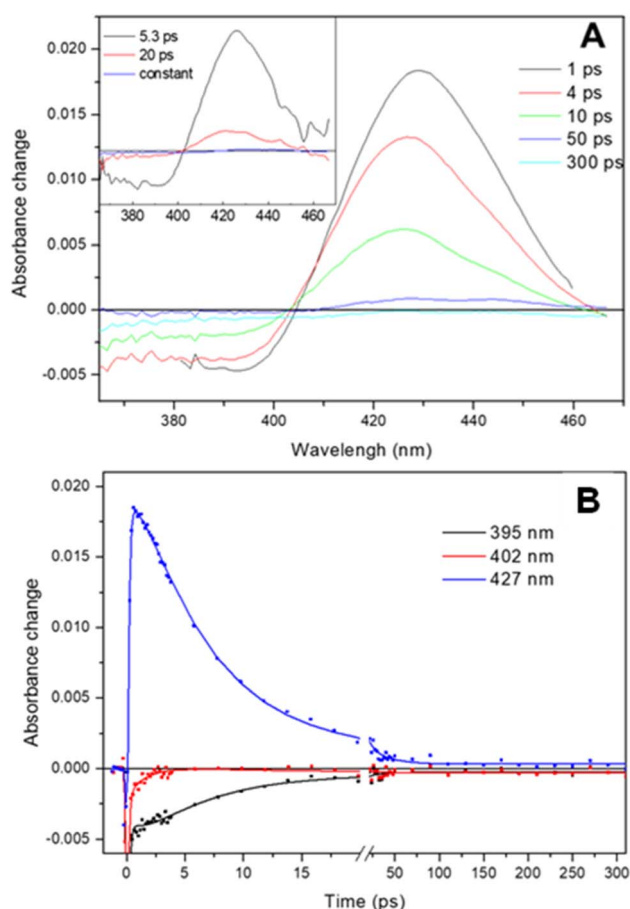 A
5.3 ps
20 ps
constant
380 400 420 440 460
1 ps
4 ps
10 ps
50 ps
300 ps
0.020
0.015
0.010
0.005
0.000
-0.005
Absorbance change
380 400 420 440 460
Wavelengh (nm)
B
395 nm
402 nm
427 nm
0.020
0.015
0.010
0.005
0.000
-0.005
Absorbance change
0 5 10 15 50 100 150 200 250 300
Time (ps)